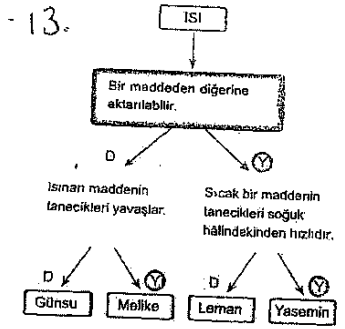 - 13.
ISI
Bir maddeden diğerine
aktarılabilir.
D
Y
Isınan maddenin
tanecikleri yavaşlar.
Sıcak bir maddenin
tanecikleri soğuk
hâlindekinden hızlıdır.
D
Y
D
Y
Günsu
Melike
Leman
Yasemin